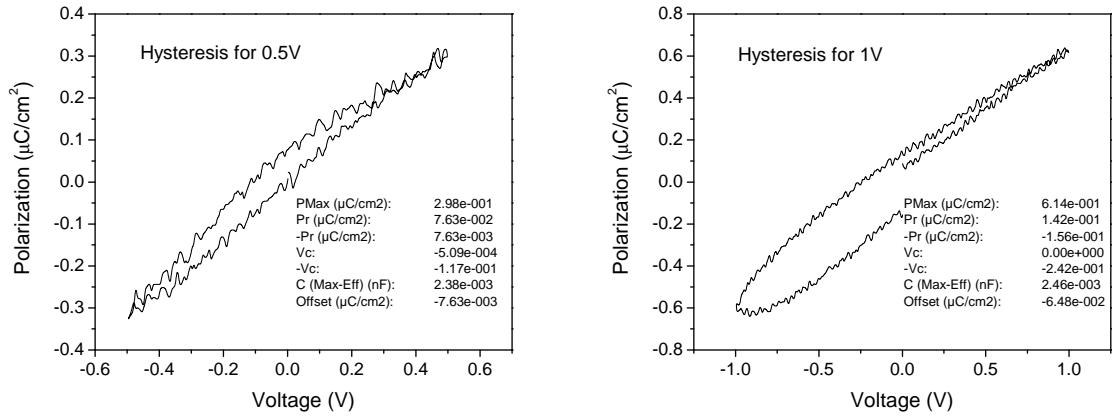 Hysteresis for 0.5V
Polarization (μC/cm²)
0.4
0.3
0.2
0.1
0.0
-0.1
-0.2
-0.3
-0.4
PMax (μC/cm2): 2.98e-001
Pr (μC/cm2): 7.63e-002
-Pr (μC/cm2): 7.63e-003
Vc: -5.09e-004
-Vc: -1.17e-001
C (Max-Eff) (nF): 2.38e-003
Offset (μC/cm2): -7.63e-003
-0.6 -0.4 -0.2 0.0 0.2 0.4 0.6
Voltage (V)
Hysteresis for 1V
Polarization (μC/cm²)
0.8
0.6
0.4
0.2
0.0
-0.2
-0.4
-0.6
-0.8
PMax (μC/cm2): 6.14e-001
Pr (μC/cm2): 1.42e-001
-Pr (μC/cm2): -1.56e-001
Vc: 0.00e+000
-Vc: -2.42e-001
C (Max-Eff) (nF): 2.46e-003
Offset (μC/cm2): -6.48e-002
-1.0 -0.5 0.0 0.5 1.0
Voltage (V)